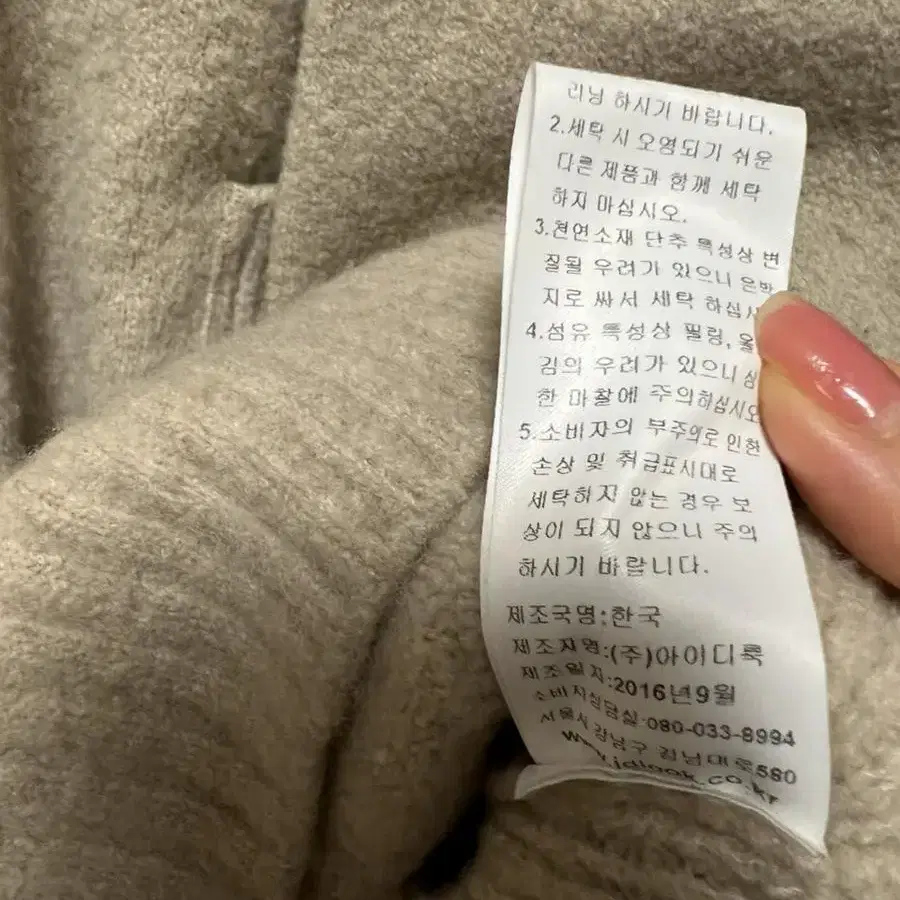 리닝 하시기 바랍니다.
2.세탁 시 오염되기 쉬운
다른 제품과 함께 세탁
하지 마십시오.
3.천연소재 단추 특성상 변
질될 우려가 있으니 은박
지로 싸서 세탁 하십시
4.섬유 특성상 필링, 올
김의 우려가 있으니 심
한 마찰에 주의하십시오
5.소비자의 부주의로 인한
손상 및 취급표시대로
세탁하지 않는 경우 보
상이 되지 않으니 주의
하시기 바랍니다.
제조국명:한국
제조자명:(주)아이디룩
제조일자:2016년9월
소비자상담실:080-033-8994
서울시 강남구 강남대로580
www.idlook.co.kr